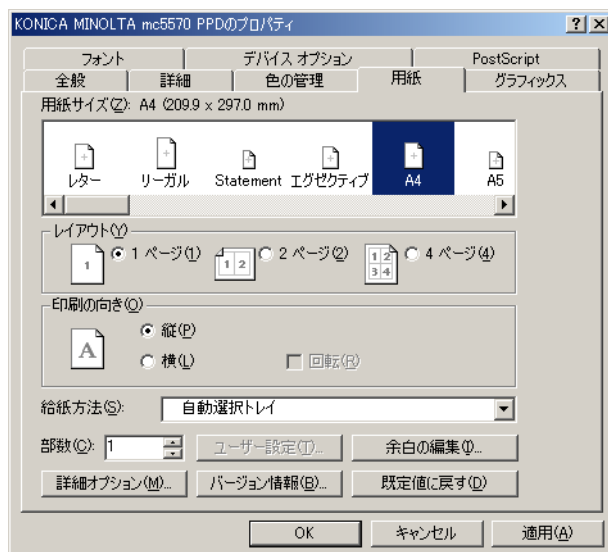 KONICA MINOLTA mc5570 PPDのプロパティ
フォント デバイス オプション PostScript
全般 詳細 色の管理 用紙 グラフィックス
用紙サイズ(Z): A4 (209.9 x 297.0 mm)
レター リーガル Statement エグゼクティブ A4 A5
レイアウト(Y)
1 1 ページ(1) 1 2 2 ページ(2) 1 2 4 ページ(4)
3 4
印刷の向き(O)
A 縦(P)
横(L) 回転(R)
給紙方法(S): 自動選択トレイ
部数(C): 1 ユーザー設定(T)... 余白の編集(I)...
詳細オプション(M)... バージョン情報(B)... 既定値に戻す(D)
OK キャンセル 適用(A)